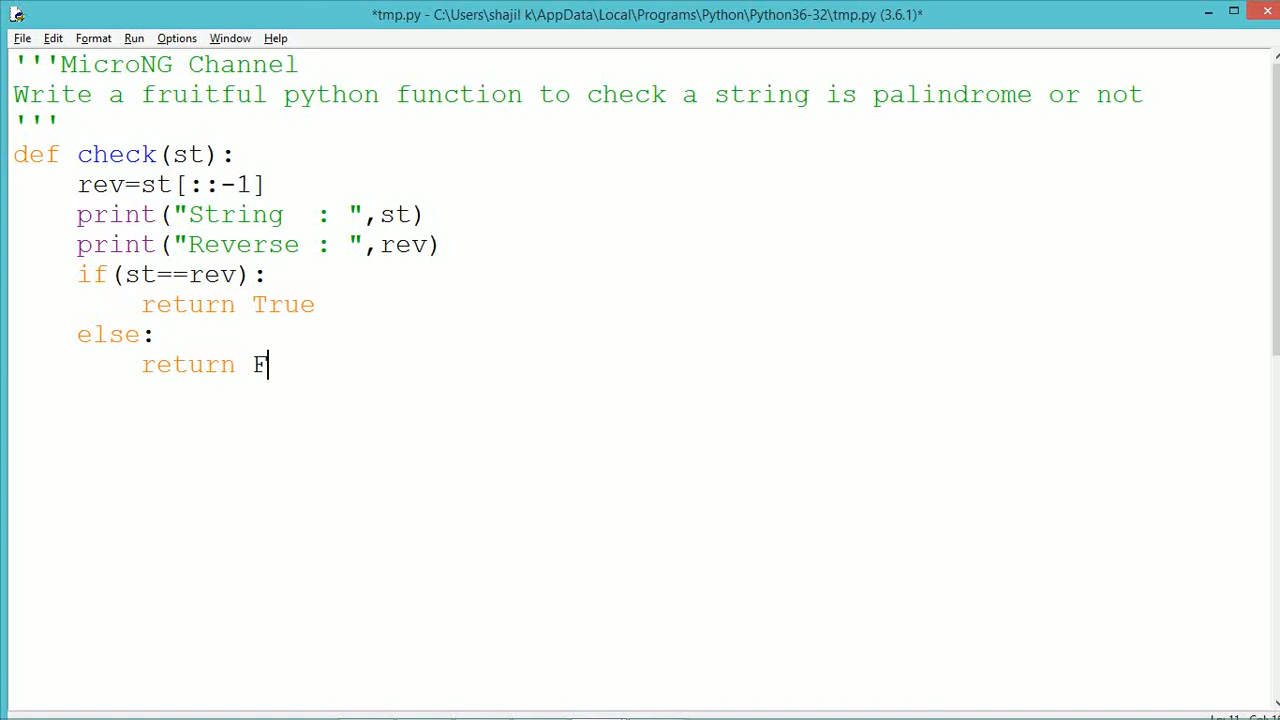 *tmp.py - C:\Users\shajil k\AppData\Local\Programs\Python\Python36-32\tmp.py (3.6.1)*
File Edit Format Run Options Window Help
'''MicroNG Channel
Write a fruitful python function to check a string is palindrome or not
'''
def check(st):
    rev=st[::-1]
    print("String  : ",st)
    print("Reverse : ",rev)
    if(st==rev):
        return True
    else:
        return F